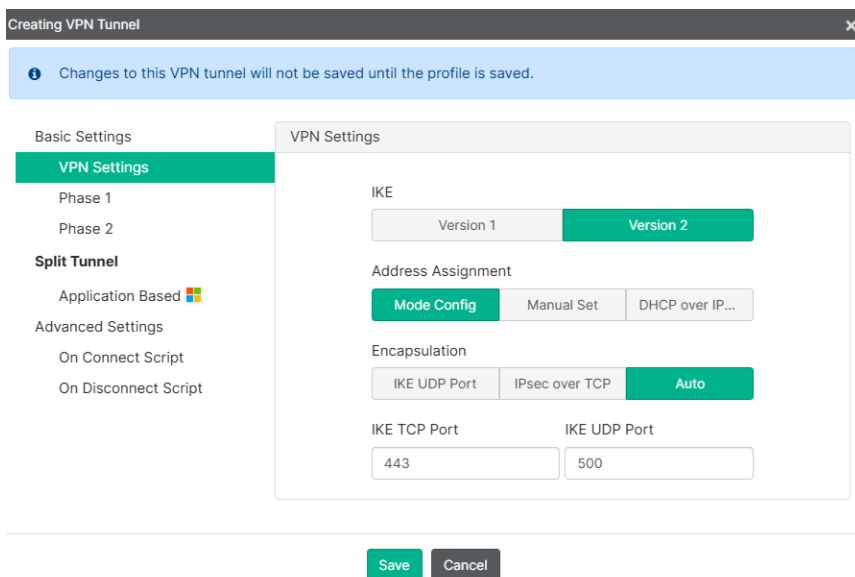 Creating VPN Tunnel
Changes to this VPN tunnel will not be saved until the profile is saved.
Basic Settings
VPN Settings
Phase 1
Phase 2
Split Tunnel
Application Based
Advanced Settings
On Connect Script
On Disconnect Script
VPN Settings
IKE
Version 1 Version 2
Address Assignment
Mode Config Manual Set DHCP over IP...
Encapsulation
IKE UDP Port IPsec over TCP Auto
IKE TCP Port IKE UDP Port
443 500
Save Cancel